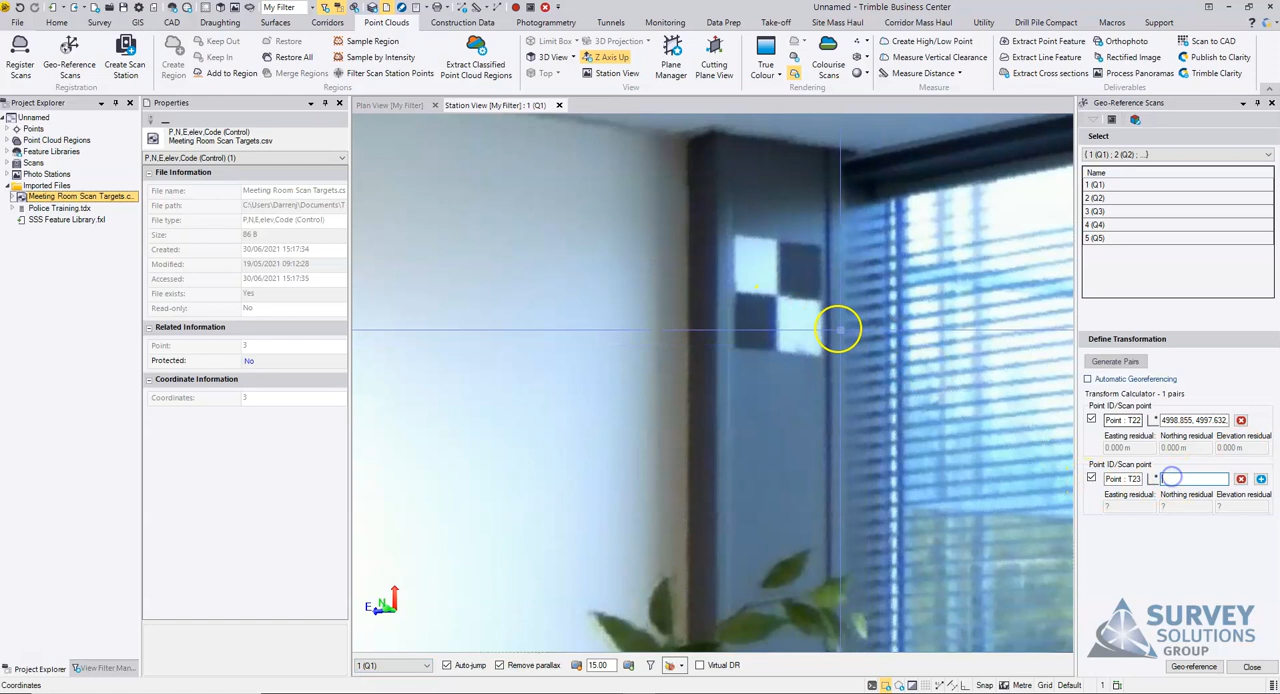 Unnamed - Trimble Business Center
My Filter
File
Home
Survey
GIS
CAD
Draughting
Surfaces
Corridors
Point Clouds
Construction Data
Photogrammetry
Tunnels
Monitoring
Data Prep
Take-off
Site Mass Haul
Corridor Mass Haul
Utility
Drill Pile Compact
Macros
Support
Register Scans
Geo-Reference Scans
Create Scan Station
Registration
Create Region
Keep Out
Keep In
Add to Region
Restore
Restore All
Merge Regions
Sample Region
Sample by Intensity
Filter Scan Station Points
Regions
Extract Classified Point Cloud Regions
Limit Box
3D View
Top
3D Projection
Z Axis Up
Station View
View
Plane Manager
Cutting Plane View
True Colour
Colourise Scans
Rendering
Create High/Low Point
Measure Vertical Clearance
Measure Distance
Measure
Extract Point Feature
Extract Line Feature
Extract Cross sections
Orthophoto
Rectified Image
Process Panoramas
Scan to CAD
Publish to Clarity
Trimble Clarity
Deliverables
Project Explorer
Unnamed
Points
Point Cloud Regions
Feature Libraries
Scans
Photo Stations
Imported Files
Meeting Room Scan Targets.c...
Police Training.tdx
SSS Feature Library.fxl
Project Explorer
View Filter Man...
Properties
P,N,E,elev,Code (Control)
Meeting Room Scan Targets.csv
P,N,E,elev,Code (Control) (1)
File Information
File name: Meeting Room Scan Targets.cs
File path: C:\Users\Darrenj\Documents\T
File type: P,N,E,elev,Code (Control)
Size: 86 B
Created: 30/06/2021 15:17:34
Modified: 19/05/2021 09:12:28
Accessed: 30/06/2021 15:17:35
File exists: Yes
Read-only: No
Related Information
Point: 3
Protected: No
Coordinate Information
Coordinates: 3
Plan View [My Filter]
Station View [My Filter] : 1 (Q1)
E
N
1 (Q1)
Auto-jump
Remove parallax
15.00
Virtual DR
Geo-Reference Scans
Select
{ 1 (Q1) ; 2 (Q2) ; ...}
Name
1 (Q1)
2 (Q2)
3 (Q3)
4 (Q4)
5 (Q5)
Define Transformation
Generate Pairs
Automatic Georeferencing
Transform Calculator - 1 pairs
Point ID/Scan point
Point : T22
4998.855, 4997.632,
Easting residual: Northing residual: Elevation residual:
0.000 m 0.000 m 0.000 m
Point ID/Scan point
Point : T23
Easting residual: Northing residual: Elevation residual:
? ? ?
SURVEY
SOLUTIONS
GROUP
Geo-reference
Close
Coordinates
Snap
Metre
Grid
Default
1